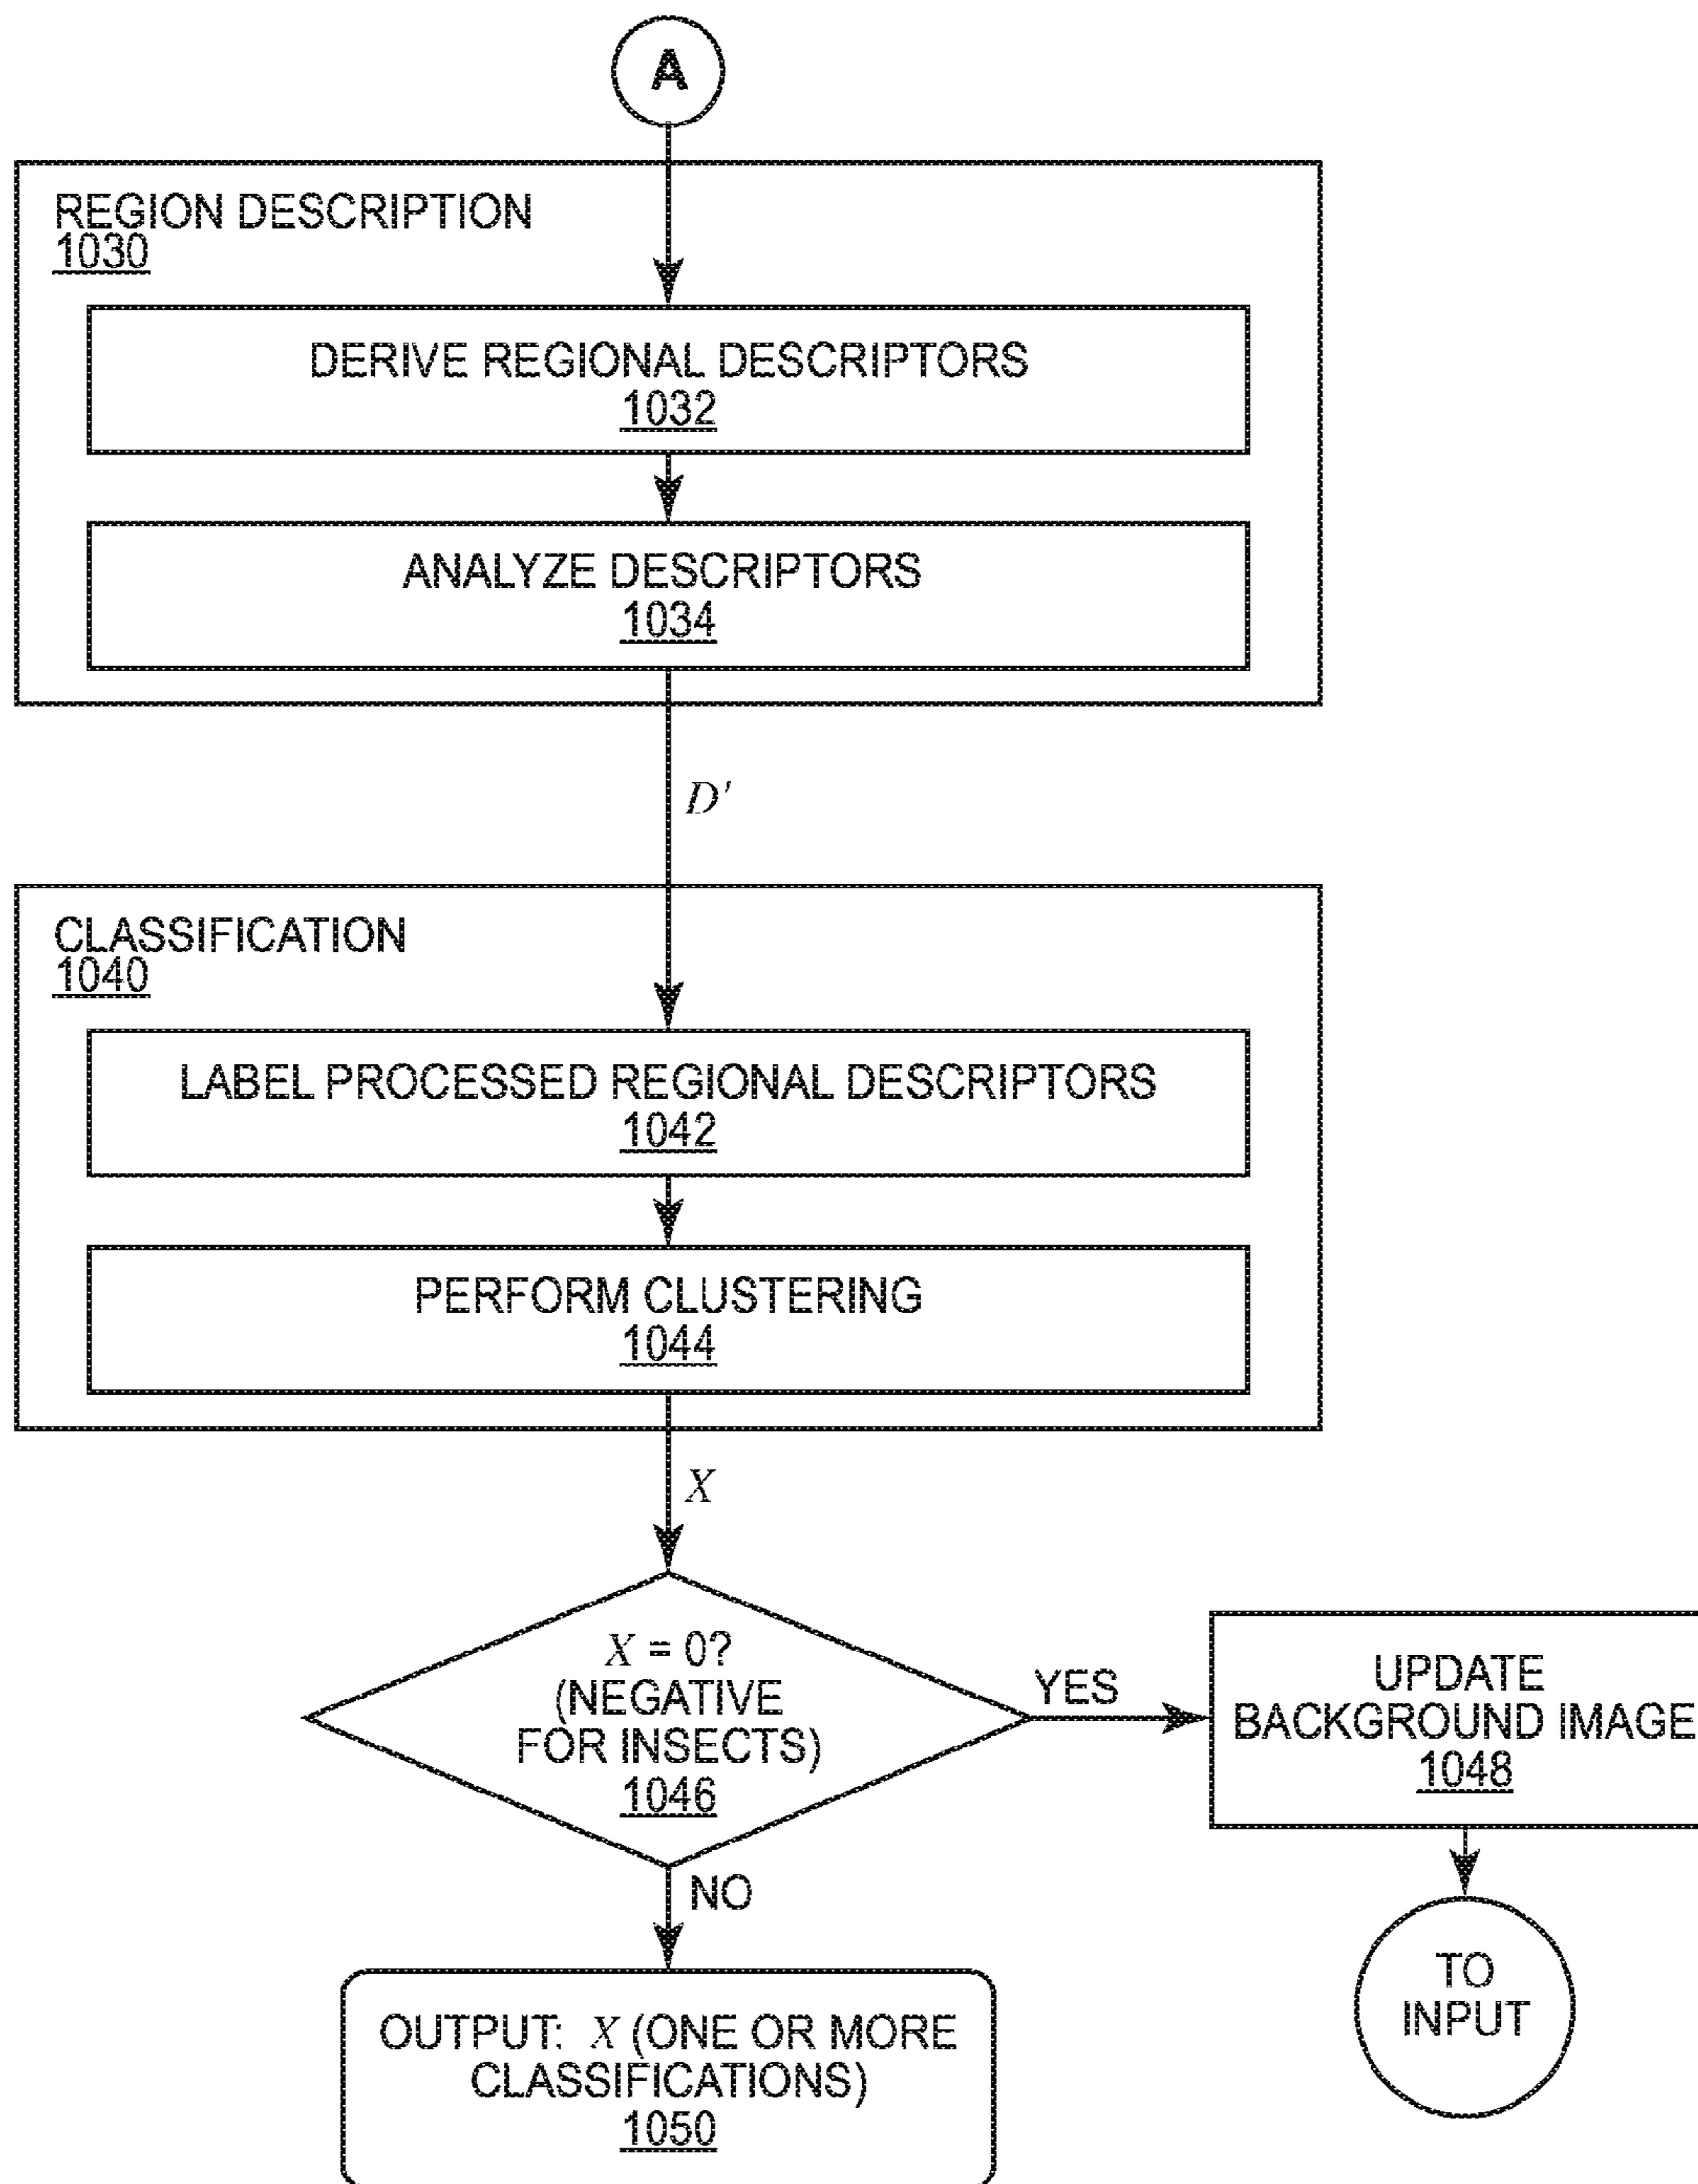 A
REGION DESCRIPTION
1030
DERIVE REGIONAL DESCRIPTORS
1032
ANALYZE DESCRIPTORS
1034
D'
CLASSIFICATION
1040
LABEL PROCESSED REGIONAL DESCRIPTORS
1042
PERFORM CLUSTERING
1044
X
X = 0?
(NEGATIVE
FOR INSECTS)
1046
YES
UPDATE
BACKGROUND IMAGE
1048
NO
TO
INPUT
OUTPUT: X (ONE OR MORE
CLASSIFICATIONS)
1050